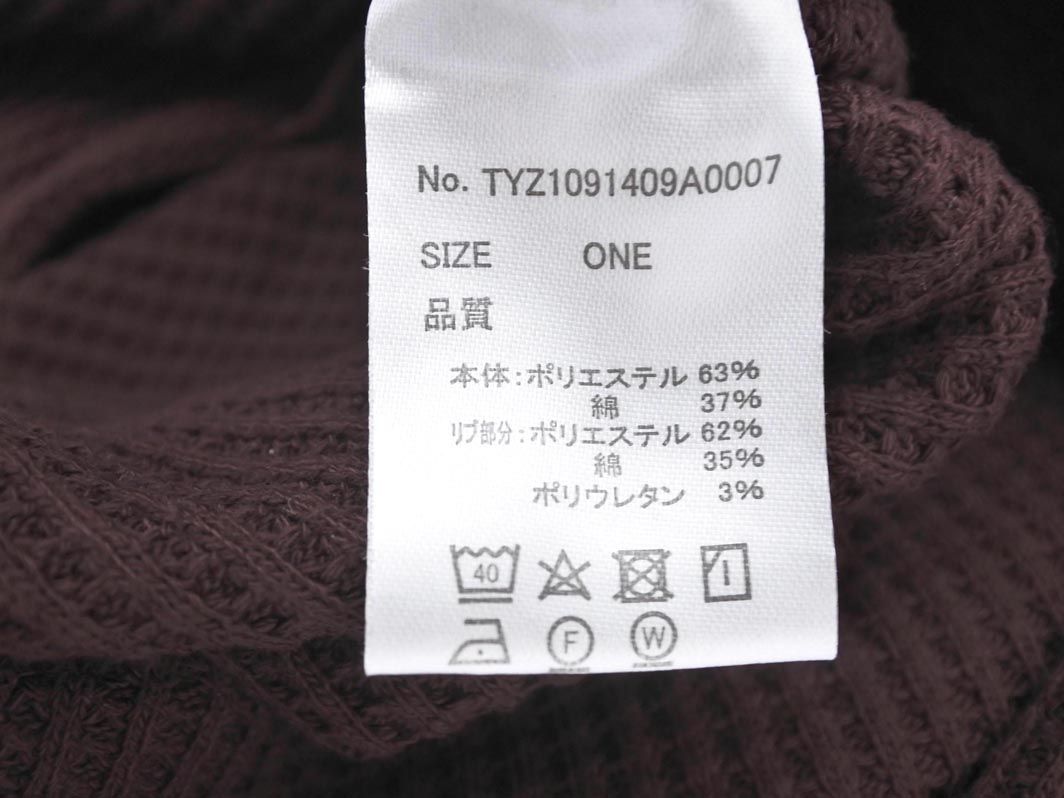 No. TYZ1091409A0007
SIZE ONE
品質
本体:ポリエステル 63%
綿 37%
リブ部分:ポリエステル 62%
綿 35%
ポリウレタン 3%
40
F W